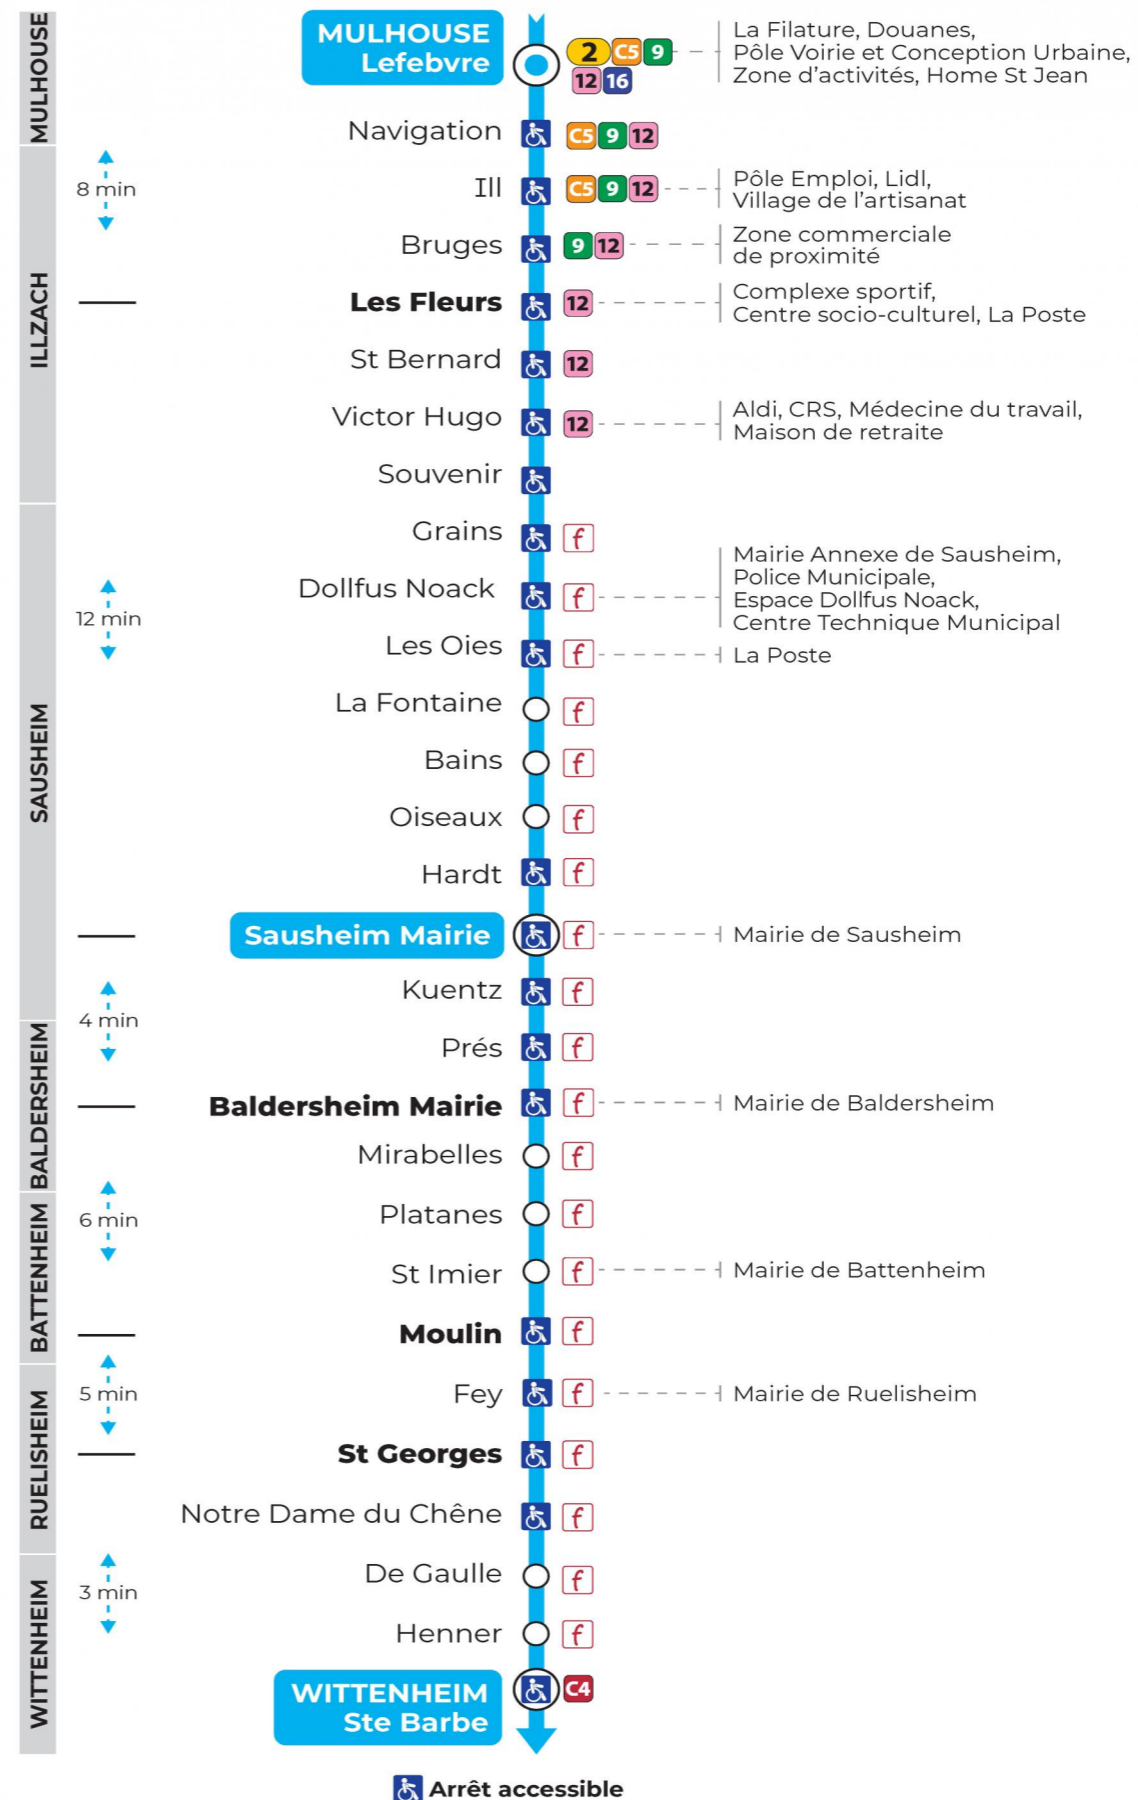 MULHOUSE
MULHOUSE
Lefebvre
2 C5 9
12 16
La Filature, Douanes,
Pôle Voirie et Conception Urbaine,
Zone d’activités, Home St Jean
Navigation
C5 9 12
ILLZACH
8 min
Ill
C5 9 12
Pôle Emploi, Lidl,
Village de l’artisanat
Bruges
9 12
Zone commerciale
de proximité
Les Fleurs
12
Complexe sportif,
Centre socio-culturel, La Poste
St Bernard
12
Victor Hugo
12
Aldi, CRS, Médecine du travail,
Maison de retraite
Souvenir
SAUSHEIM
12 min
Grains
f
Dollfus Noack
f
Mairie Annexe de Sausheim,
Police Municipale,
Espace Dollfus Noack,
Centre Technique Municipal
Les Oies
f
La Poste
La Fontaine
f
Bains
f
Oiseaux
f
Hardt
f
Sausheim Mairie
f
Mairie de Sausheim
Kuentz
f
4 min
BALDERSHEIM
Prés
f
Baldersheim Mairie
f
Mairie de Baldersheim
Mirabelles
f
BATTENHEIM
6 min
Platanes
f
St Imier
f
Mairie de Battenheim
Moulin
f
RUELISHEIM
5 min
Fey
f
Mairie de Ruelisheim
St Georges
f
Notre Dame du Chêne
f
WITTENHEIM
3 min
De Gaulle
f
Henner
f
WITTENHEIM
Ste Barbe
C4
Arrêt accessible